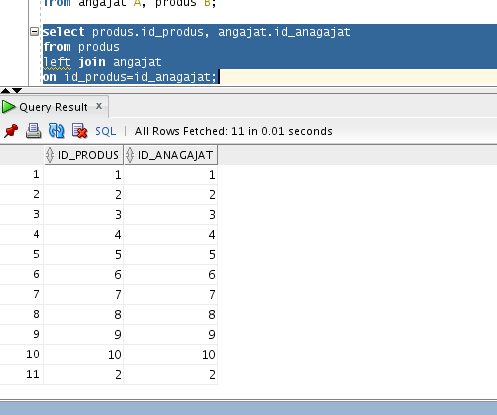 from angajat A, produs B;
select produs.id_produs, angajat.id_anagajat
from produs
left join angajat
on id_produs=id_anagajat;
Query Result ×
SQL | All Rows Fetched: 11 in 0.01 seconds
ID_PRODUS ID_ANAGAJAT
1 1 1
2 2 2
3 3 3
4 4 4
5 5 5
6 6 6
7 7 7
8 8 8
9 9 9
10 10 10
11 2 2